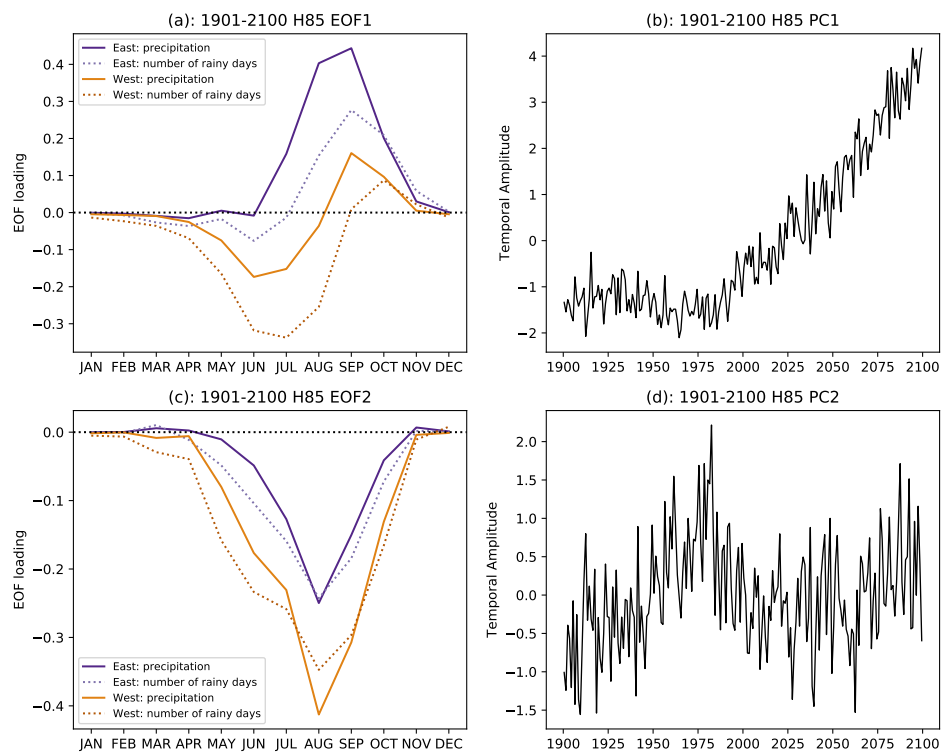 (a): 1901-2100 H85 EOF1
East: precipitation
East: number of rainy days
West: precipitation
West: number of rainy days
EOF loading
0.4
0.3
0.2
0.1
0.0
−0.1
−0.2
−0.3
JAN FEB MAR APR MAY JUN JUL AUG SEP OCT NOV DEC
(b): 1901-2100 H85 PC1
Temporal Amplitude
4
3
2
1
0
−1
−2
1900 1925 1950 1975 2000 2025 2050 2075 2100
(c): 1901-2100 H85 EOF2
EOF loading
0.0
−0.1
−0.2
−0.3
−0.4
East: precipitation
East: number of rainy days
West: precipitation
West: number of rainy days
JAN FEB MAR APR MAY JUN JUL AUG SEP OCT NOV DEC
(d): 1901-2100 H85 PC2
Temporal Amplitude
2.0
1.5
1.0
0.5
0.0
−0.5
−1.0
−1.5
1900 1925 1950 1975 2000 2025 2050 2075 2100